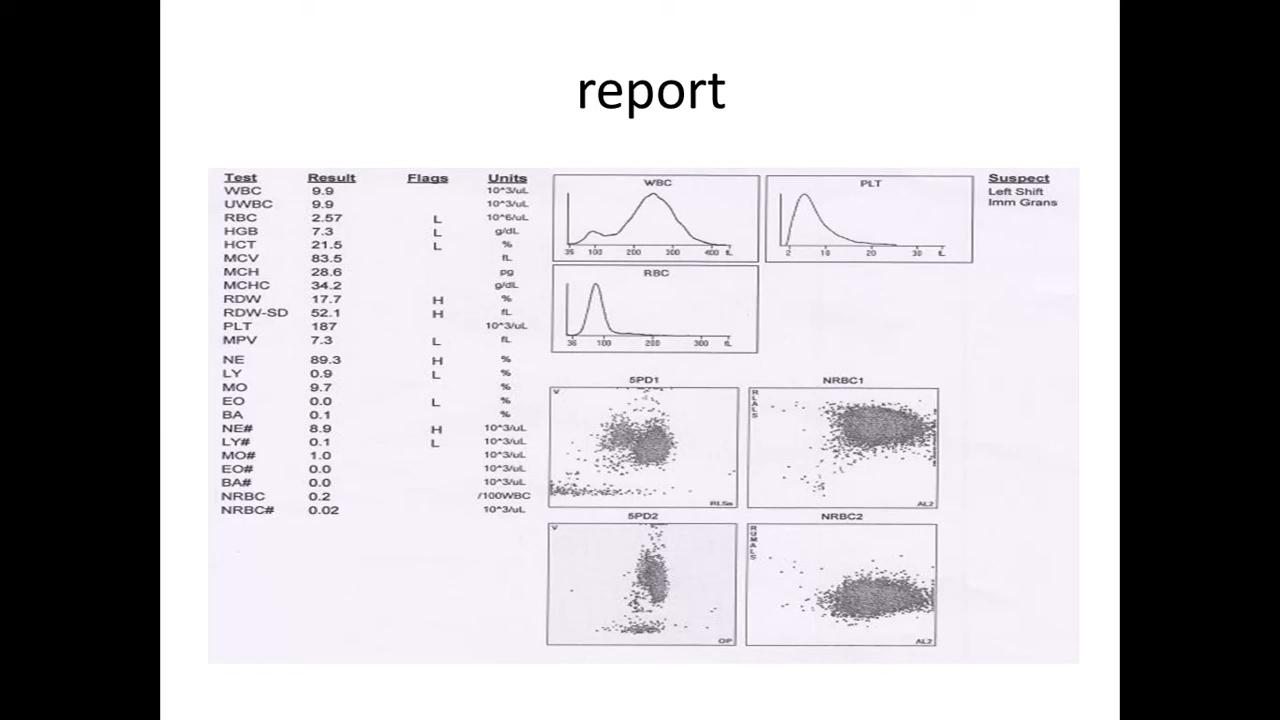 report
Test Result Flags Units
WBC 9.9 10^3/uL
UWBC 9.9 10^3/uL
RBC 2.57 L 10^6/uL
HGB 7.3 L g/dL
HCT 21.5 L %
MCV 83.5 fL
MCH 28.6 pg
MCHC 34.2 g/dL
RDW 17.7 H %
RDW-SD 52.1 H fL
PLT 187 10^3/uL
MPV 7.3 L fL
NE 89.3 H %
LY 0.9 L %
MO 9.7 %
EO 0.0 L %
BA 0.1 %
NE# 8.9 H 10^3/uL
LY# 0.1 L 10^3/uL
MO# 1.0 10^3/uL
EO# 0.0 10^3/uL
BA# 0.0 10^3/uL
NRBC 0.2 /100WBC
NRBC# 0.02 10^3/uL
WBC
35 100 200 300 400 fL
PLT
2 10 20 30 fL
RBC
36 100 200 300 fL
Suspect
Left Shift
Imm Grans
5PD1
V
RLSn
NRBC1
RLALS
AL2
5PD2
V
OP
NRBC2
RUMALS
AL2